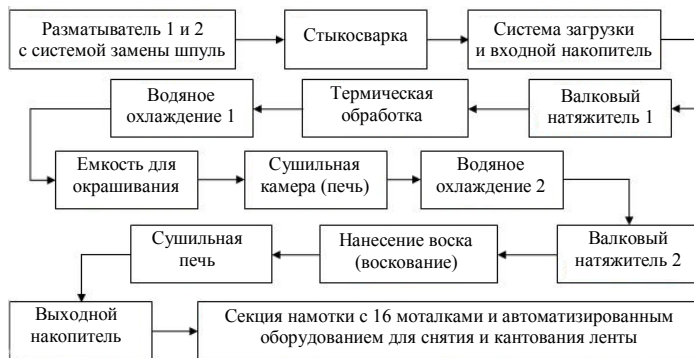 Разматыватель 1 и 2
с системой замены шпуль
Стыкосварка
Система загрузки
и входной накопитель
Водяное
охлаждение 1
Термическая
обработка
Валковый
натяжитель 1
Емкость для
окрашивания
Сушильная
камера (печь)
Водяное
охлаждение 2
Сушильная
печь
Нанесение воска
(воскование)
Валковый
натяжитель 2
Выходной
накопитель
Секция намотки с 16 моталками и автоматизированным
оборудованием для снятия и кантования ленты